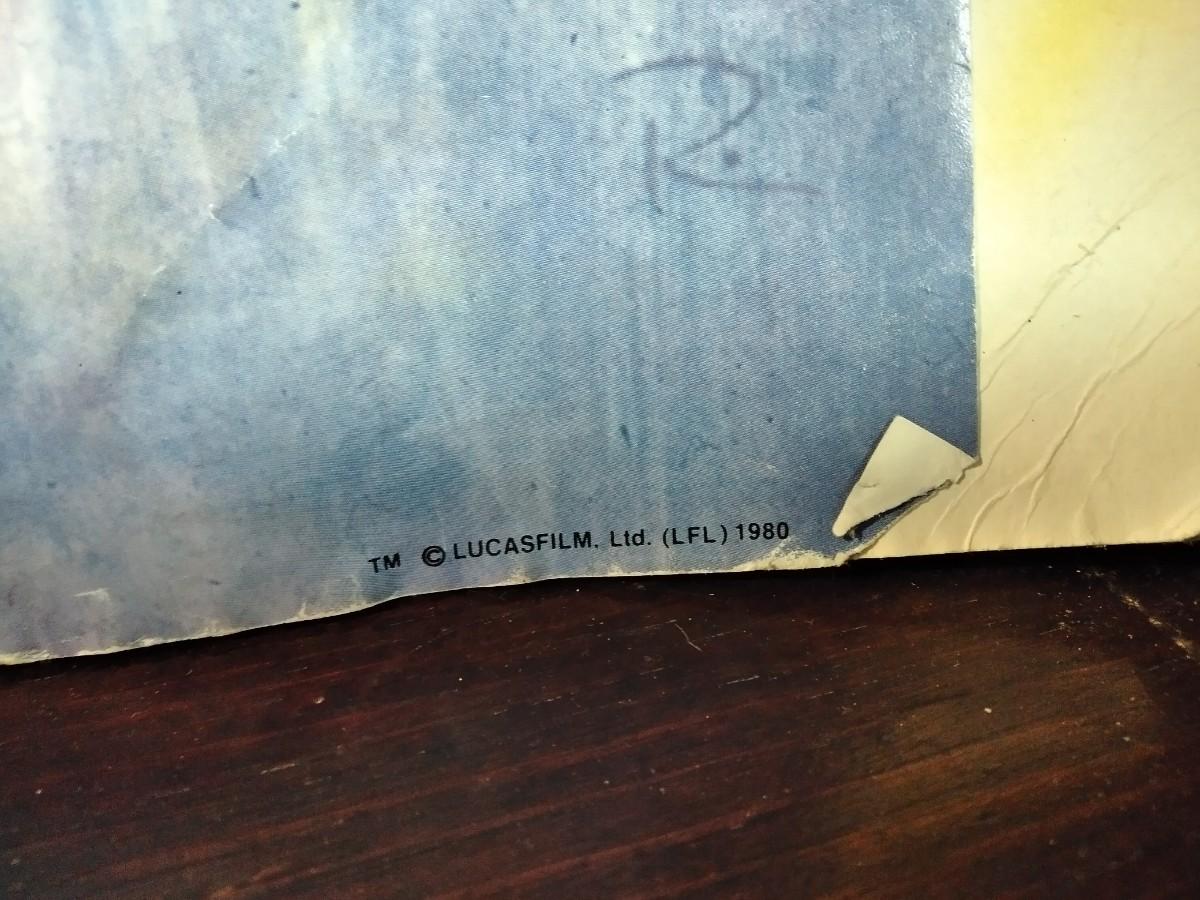 R.
TM © LUCASFILM, Ltd. (LFL) 1980